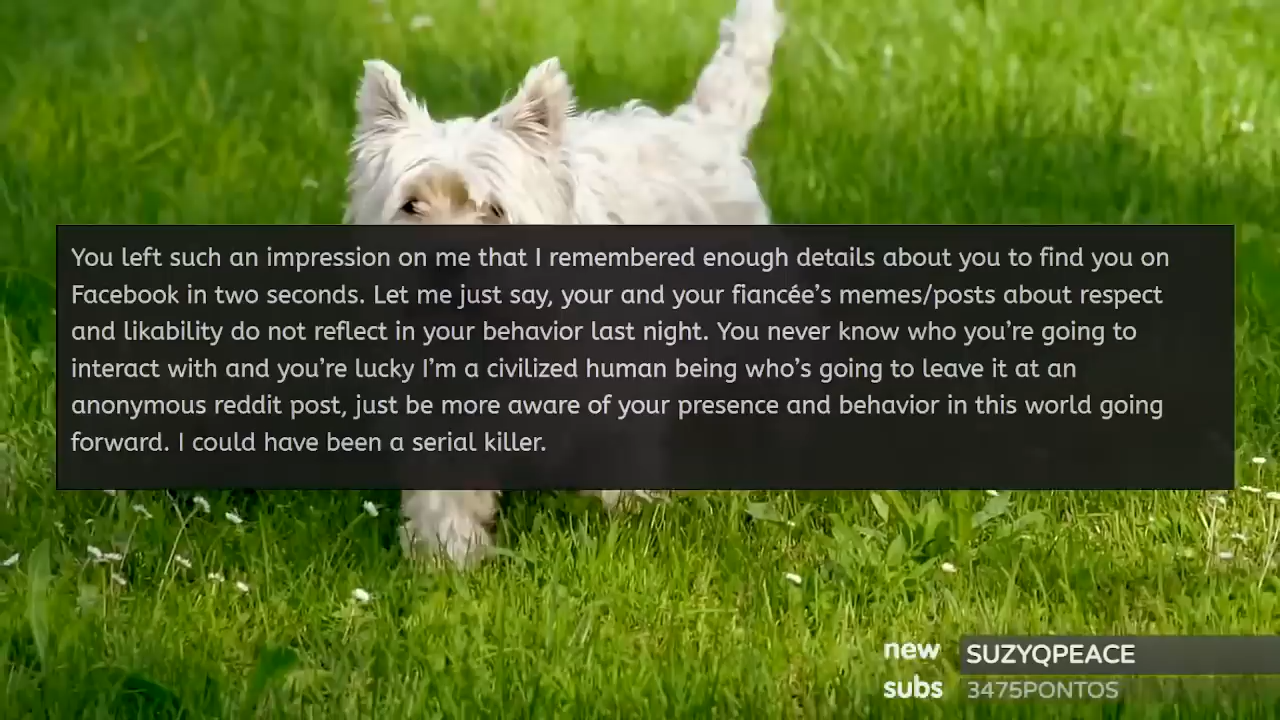 You left such an impression on me that I remembered enough details about you to find you on
Facebook in two seconds. Let me just say, your and your fiancée’s memes/posts about respect
and likability do not reflect in your behavior last night. You never know who you’re going to
interact with and you’re lucky I’m a civilized human being who’s going to leave it at an
anonymous reddit post, just be more aware of your presence and behavior in this world going
forward. I could have been a serial killer.
new SUZYQPEACE
subs 3475PONTOS